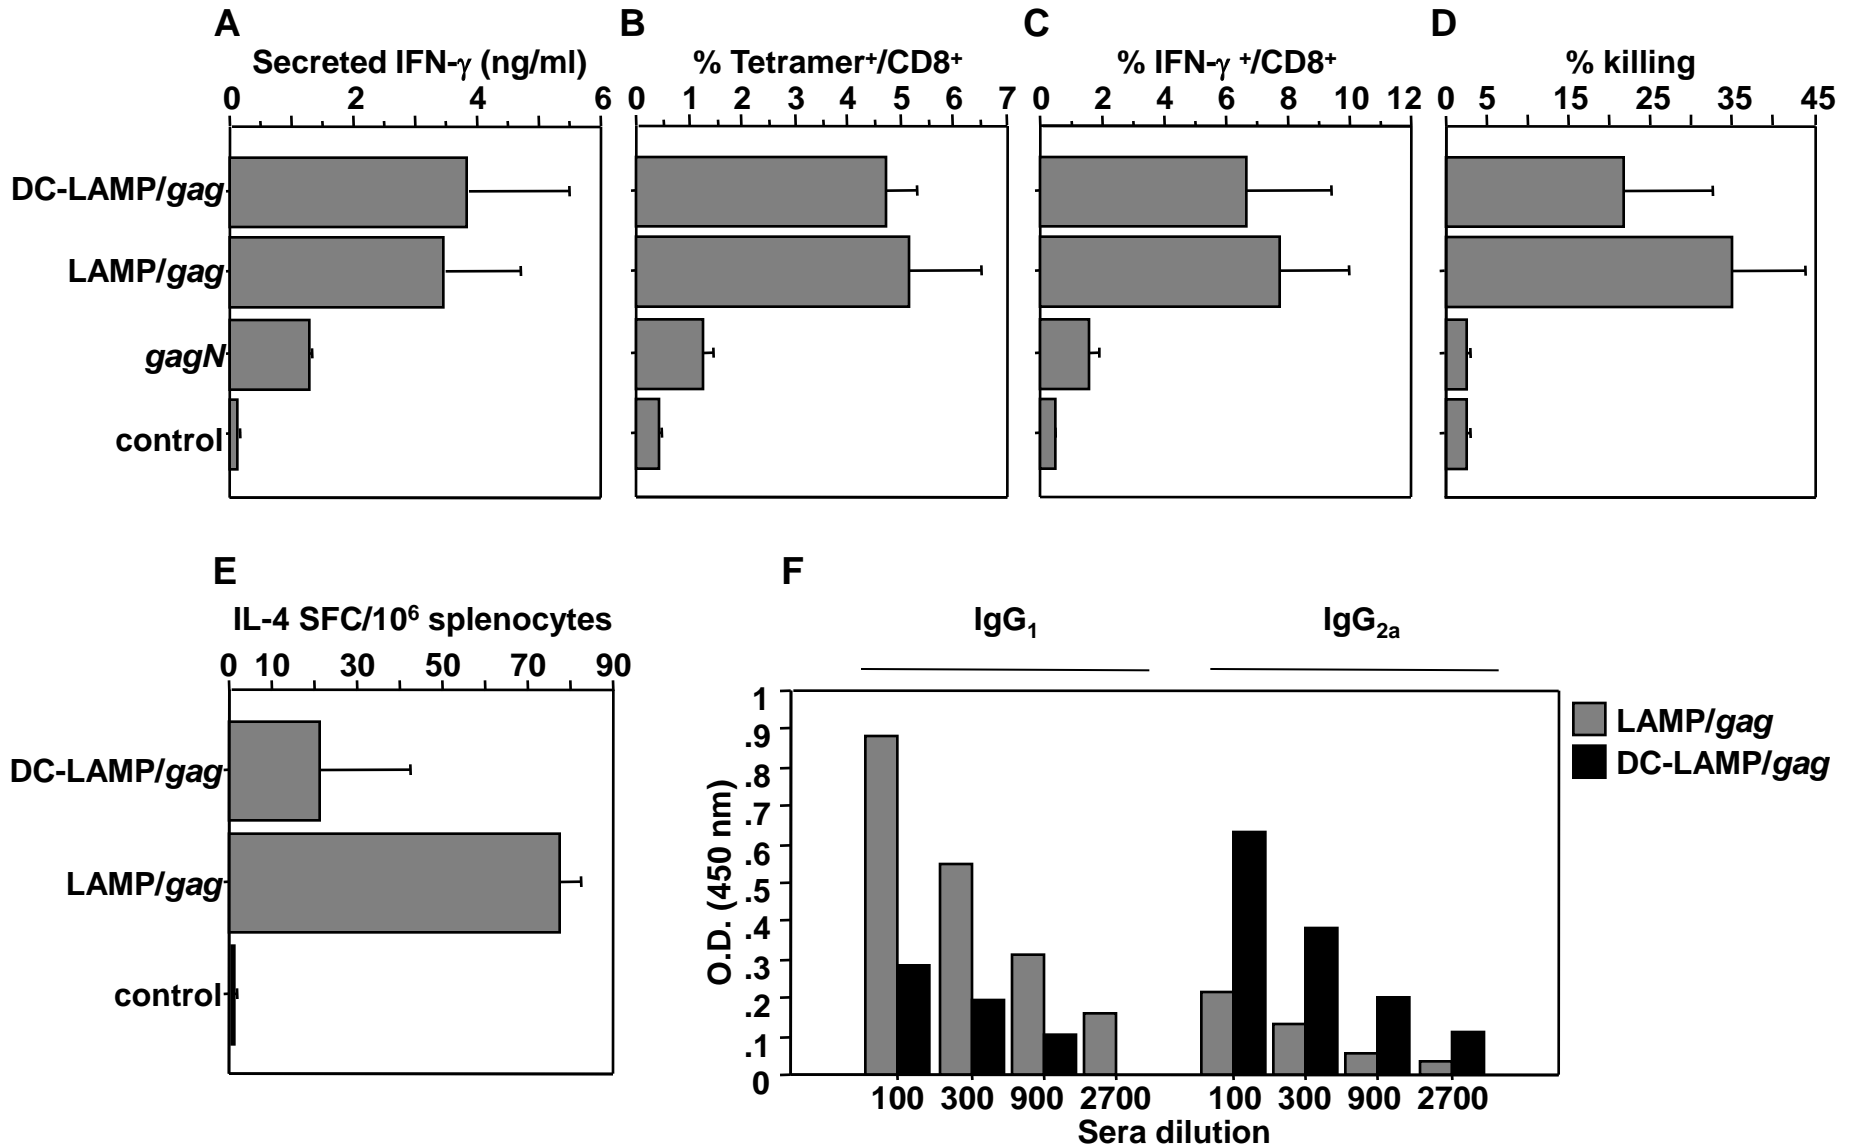 A B C D
Secreted IFN-γ (ng/ml) % Tetramer⁺/CD8⁺ % IFN-γ ⁺/CD8⁺ % killing
0 2 4 6 0 1 2 3 4 5 6 7 0 2 4 6 8 10 12 0 5 15 25 35 45
DC-LAMP/gag
LAMP/gag
gagN
control
E
IL-4 SFC/10⁶ splenocytes
0 10 30 50 70 90
DC-LAMP/gag
LAMP/gag
control
F
IgG₁ IgG₂ₐ
1
.9
.8
.7
.6
.5
.4
.3
.2
.1
0
O.D. (450 nm)
100 300 900 2700 100 300 900 2700
Sera dilution
LAMP/gag
DC-LAMP/gag